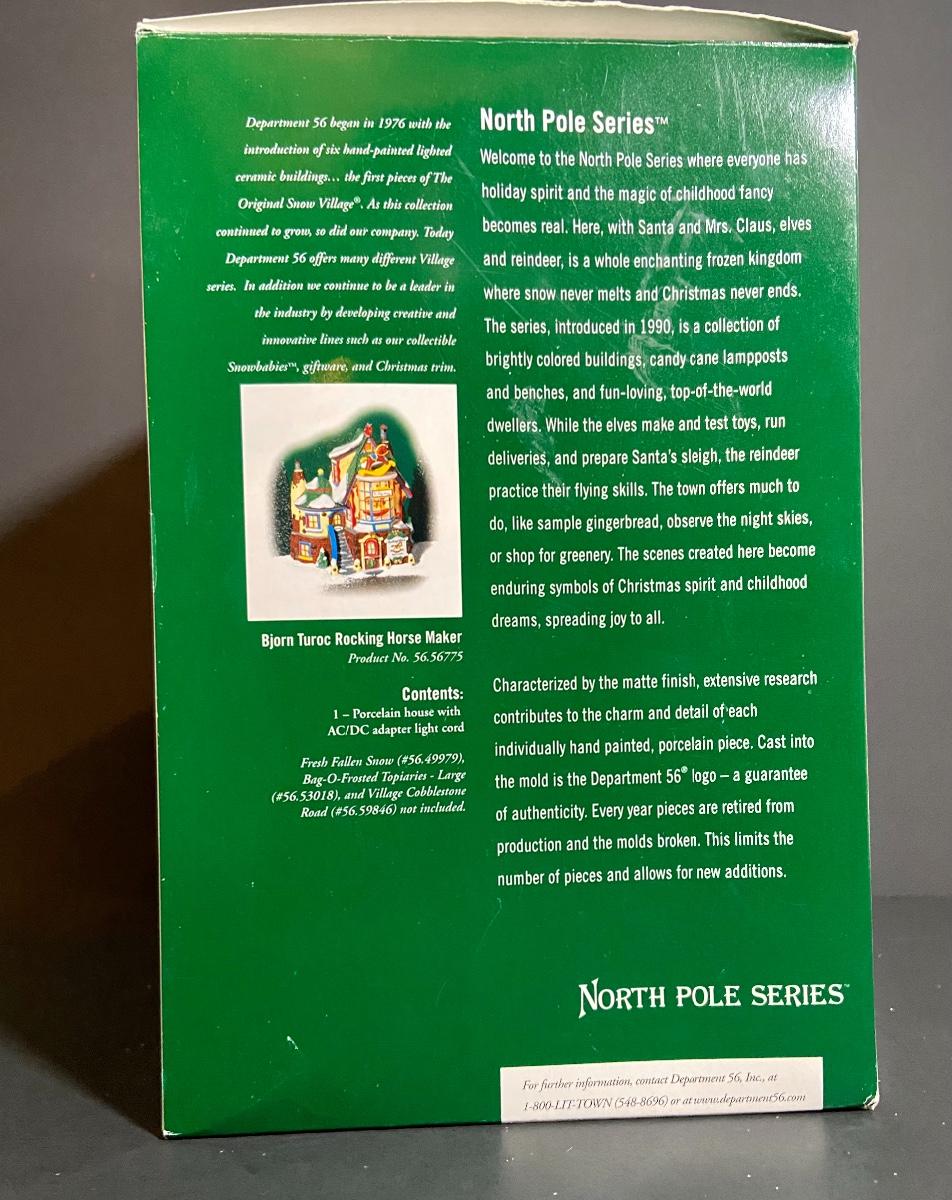 Department 56 began in 1976 with the
introduction of six hand-painted lighted
ceramic buildings... the first pieces of The
Original Snow Village®. As this collection
continued to grow, so did our company. Today
Department 56 offers many different Village
series. In addition we continue to be a leader in
the industry by developing creative and
innovative lines such as our collectible
Snowbabies™, giftware, and Christmas trim.
Bjorn Turoc Rocking Horse Maker
Product No. 56.56775
Contents:
1 – Porcelain house with
AC/DC adapter light cord
Fresh Fallen Snow (#56.49979),
Bag-O-Frosted Topiaries - Large
(#56.53018), and Village Cobblestone
Road (#56.59846) not included.
North Pole Series™
Welcome to the North Pole Series where everyone has
holiday spirit and the magic of childhood fancy
becomes real. Here, with Santa and Mrs. Claus, elves
and reindeer, is a whole enchanting frozen kingdom
where snow never melts and Christmas never ends.
The series, introduced in 1990, is a collection of
brightly colored buildings, candy cane lampposts
and benches, and fun-loving, top-of-the-world
dwellers. While the elves make and test toys, run
deliveries, and prepare Santa's sleigh, the reindeer
practice their flying skills. The town offers much to
do, like sample gingerbread, observe the night skies,
or shop for greenery. The scenes created here become
enduring symbols of Christmas spirit and childhood
dreams, spreading joy to all.
Characterized by the matte finish, extensive research
contributes to the charm and detail of each
individually hand painted, porcelain piece. Cast into
the mold is the Department 56® logo – a guarantee
of authenticity. Every year pieces are retired from
production and the molds broken. This limits the
number of pieces and allows for new additions.
NORTH POLE SERIES™
For further information, contact Department 56, Inc., at
1-800-LIT-TOWN (548-8696) or at www.department56.com